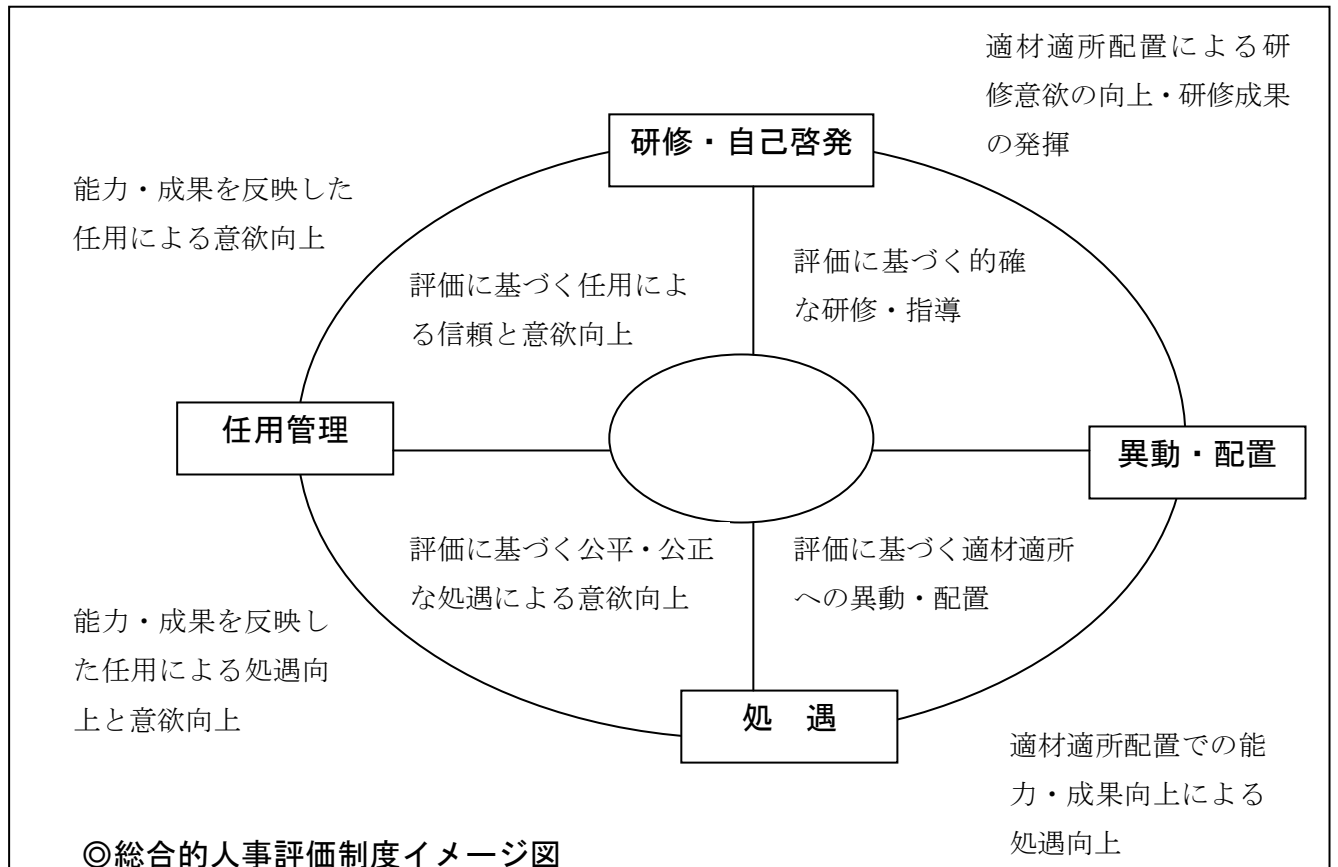 適材適所配置による研
修意欲の向上・研修成果
の発揮
研修・自己啓発
能力・成果を反映した
任用による意欲向上
評価に基づく任用によ
る信頼と意欲向上
評価に基づく的確
な研修・指導
任用管理
異動・配置
評価に基づく公平・公正
な処遇による意欲向上
評価に基づく適材適所
への異動・配置
能力・成果を反映し
た任用による処遇向
上と意欲向上
処　遇
適材適所配置での能
力・成果向上による
処遇向上
◎総合的人事評価制度イメージ図